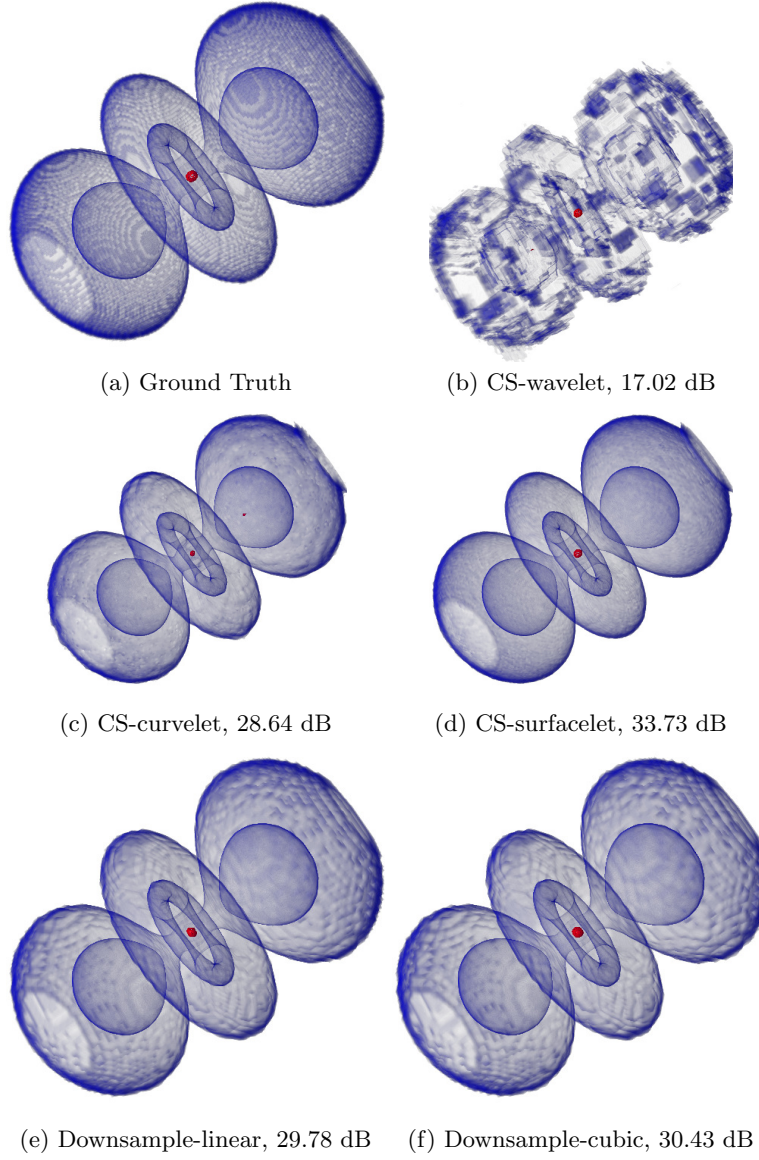 (a) Ground Truth
(b) CS-wavelet, 17.02 dB
(c) CS-curvelet, 28.64 dB
(d) CS-surfacelet, 33.73 dB
(e) Downsample-linear, 29.78 dB
(f) Downsample-cubic, 30.43 dB